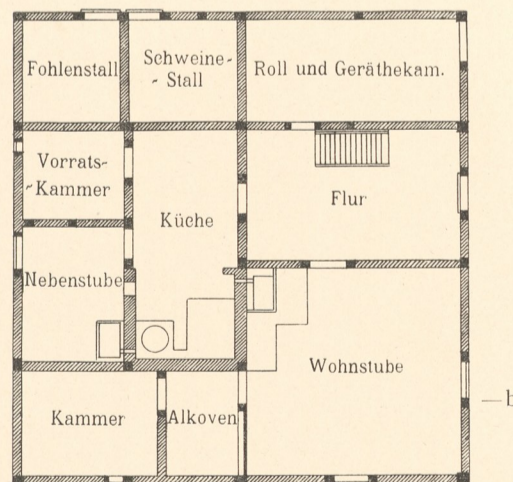 Fohlenstall
Schweine-
-Stall
Roll und Geräthekam.
Vorrats-
-Kammer
Küche
Flur
Nebenstube
Wohnstube
Kammer
Alkoven
—b